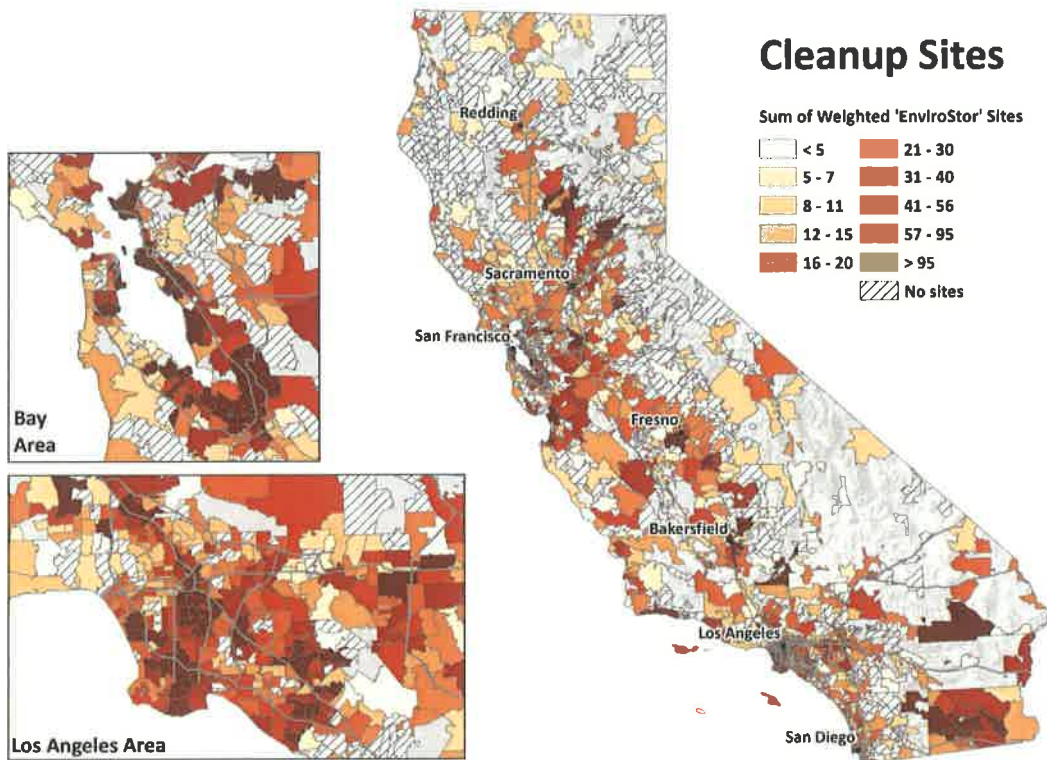 Cleanup Sites
Sum of Weighted 'EnviroStor' Sites
< 5
5 - 7
8 - 11
12 - 15
16 - 20
21 - 30
31 - 40
41 - 56
57 - 95
> 95
No sites
Redding
Sacramento
San Francisco
Fresno
Bakersfield
Los Angeles
San Diego
Bay
Area
Los Angeles Area